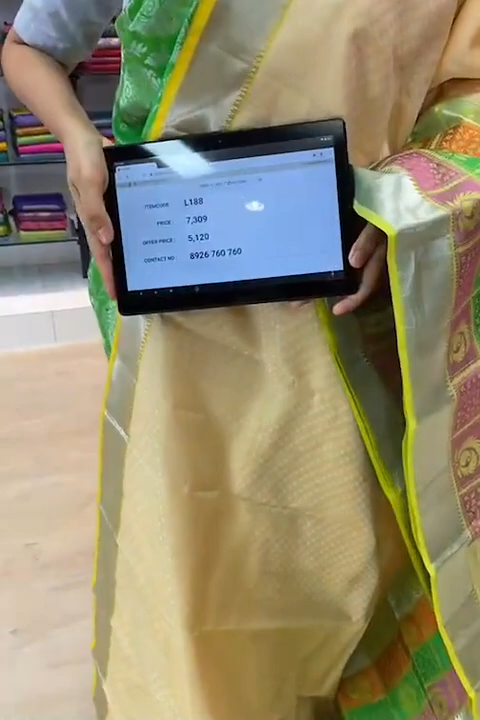 ITEMCODE : L188
PRICE : 7,309
OFFER PRICE : 5,120
CONTACT NO : 8926 760 760